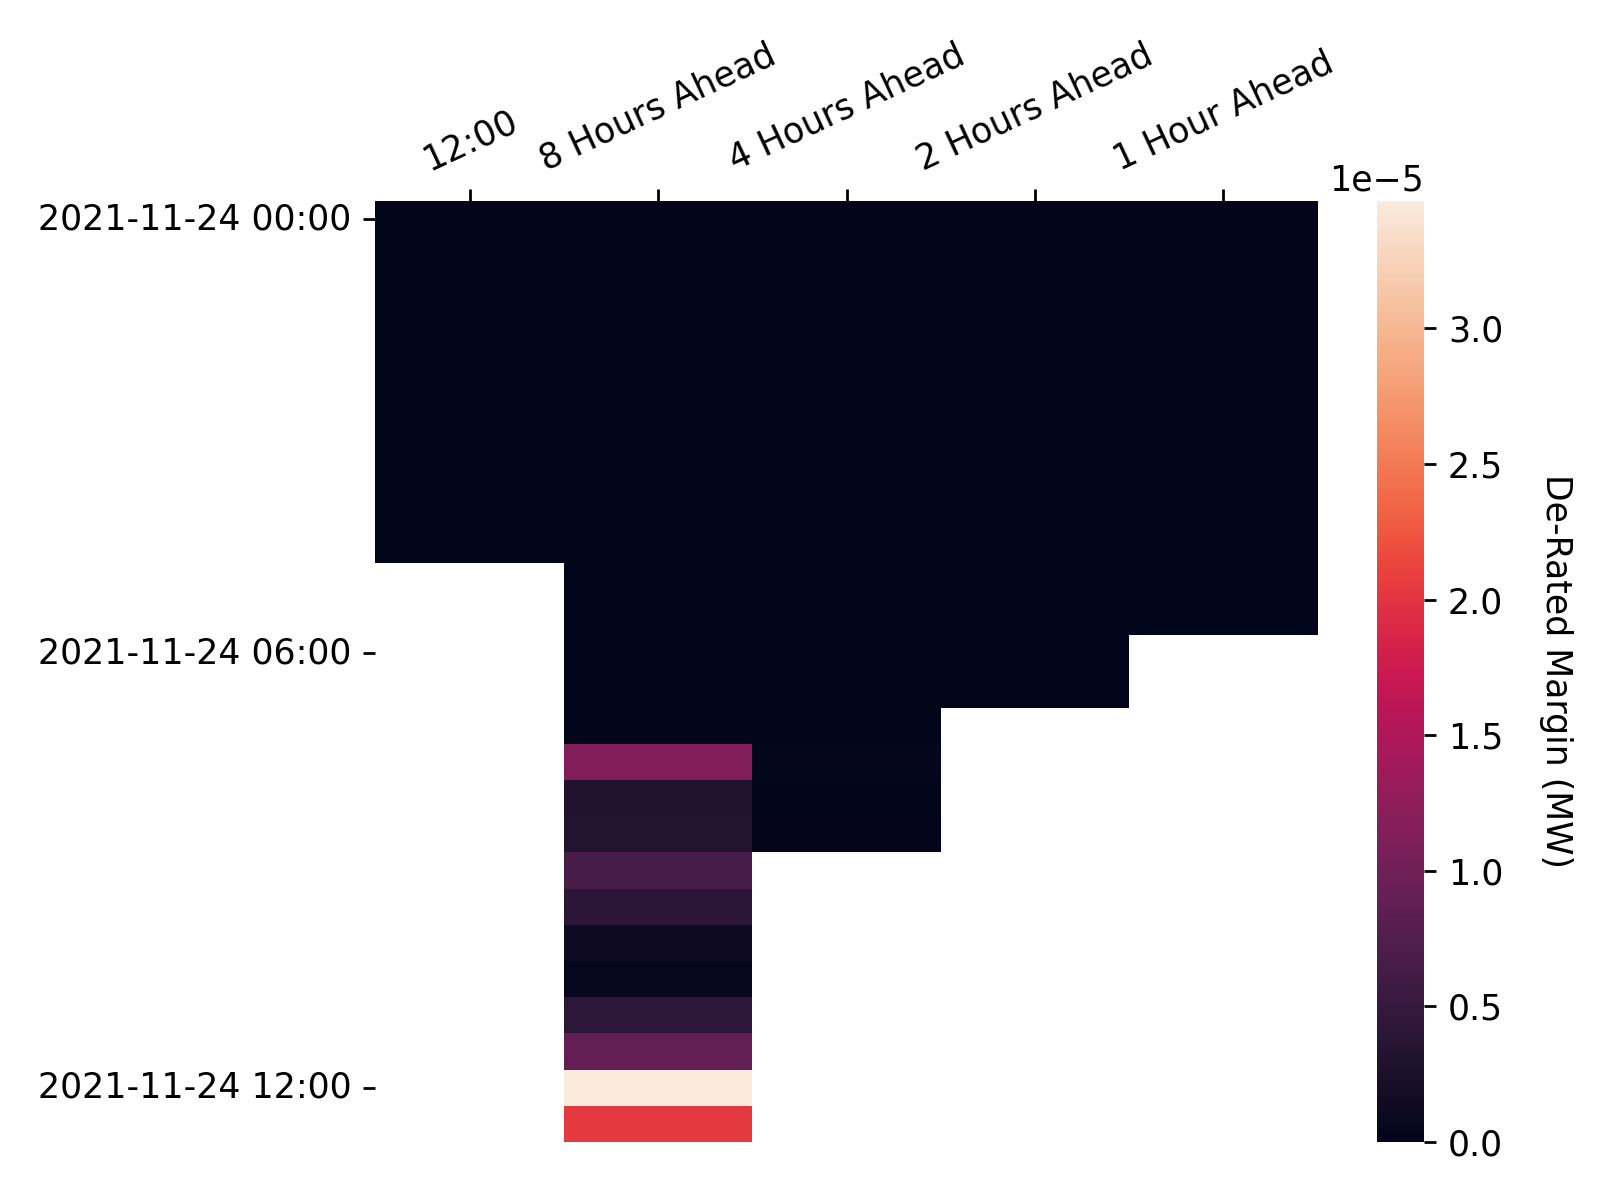 12:00
8 Hours Ahead
4 Hours Ahead
2 Hours Ahead
1 Hour Ahead
1e−5
2021-11-24 00:00
2021-11-24 06:00
2021-11-24 12:00
3.0
2.5
2.0
1.5
1.0
0.5
0.0
De-Rated Margin (MW)